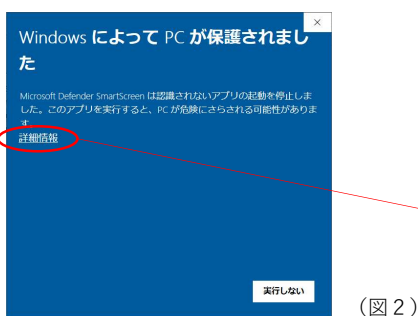 Windows によって PC が保護されまし
た
Microsoft Defender SmartScreen は認識されないアプリの起動を停止しま
した。このアプリを実行すると、PC が危険にさらされる可能性がありま
す。
詳細情報
実行しない
(図2)